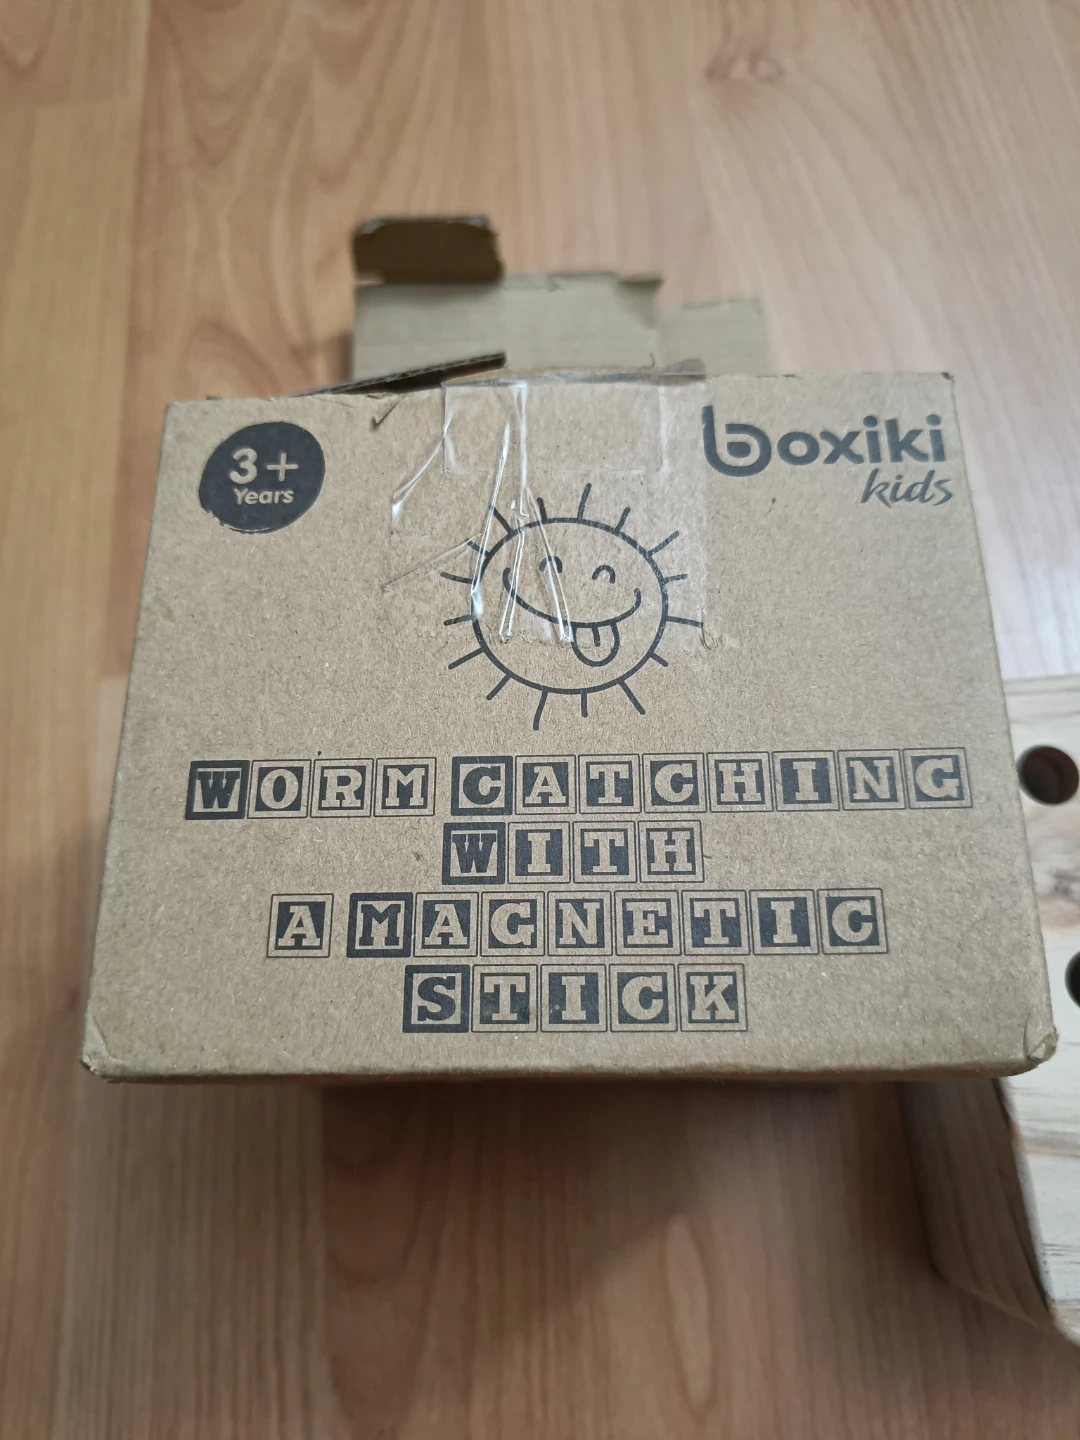 3+
Years
boxiki
kids
WORM CATCHING
WITH
A MAGNETIC
STICK